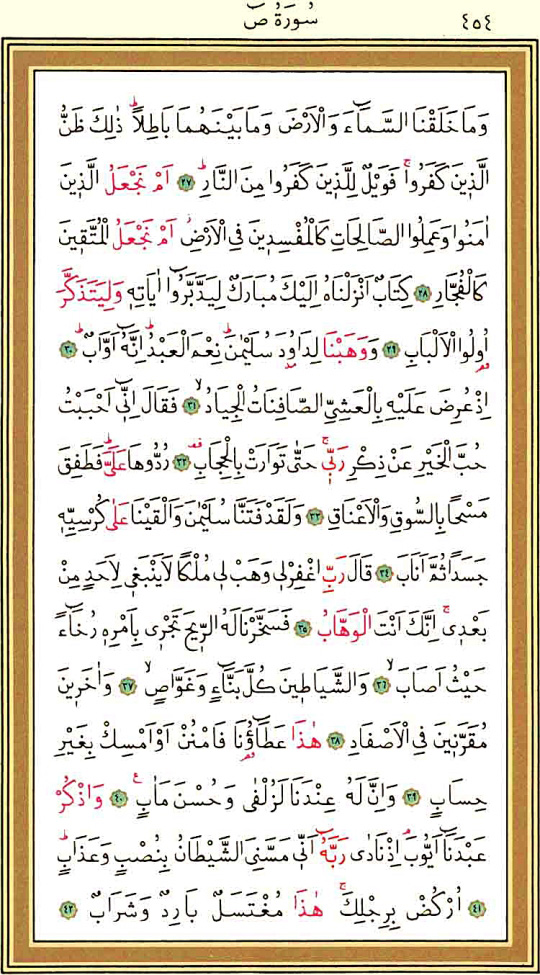 ٤٥٤ سُورَةُ صٓ
وَمَا خَلَقْنَا السَّمَٓاءَ وَالْاَرْضَ وَمَا بَيْنَهُمَا بَاطِلًاۜ ذٰلِكَ ظَنُّ
الَّذ۪ينَ كَفَرُواۚ فَوَيْلٌ لِلَّذ۪ينَ كَفَرُوا مِنَ النَّارِۜ ﴿٢٧﴾ اَمْ نَجْعَلُ الَّذ۪ينَ
اٰمَنُوا وَعَمِلُوا الصَّالِحَاتِ كَالْمُفْسِد۪ينَ فِي الْاَرْضِۘ اَمْ نَجْعَلُ الْمُتَّق۪ينَ
كَالْفُجَّارِ ﴿٢٨﴾ كِتَابٌ اَنْزَلْنَاهُ اِلَيْكَ مُبَارَكٌ لِيَدَّبَّرُٓوا اٰيَاتِه۪ وَلِيَتَذَكَّرَ
اُو۬لُوا الْاَلْبَابِ ﴿٢٩﴾ وَوَهَبْنَا لِدَاوُ۫دَ سُلَيْمٰنَۜ نِعْمَ الْعَبْدُۜ اِنَّهُٓ اَوَّابٌۜ ﴿٣٠﴾
اِذْ عُرِضَ عَلَيْهِ بِالْعَشِيِّ الصَّافِنَاتُ الْجِيَادُۙ ﴿٣١﴾ فَقَالَ اِنّ۪ٓي اَحْبَبْتُ
حُبَّ الْخَيْرِ عَنْ ذِكْرِ رَبّ۪يۚ حَتّٰى تَوَارَتْ بِالْحِجَابِ ﴿٣٢﴾ رُدُّوهَا عَلَيَّۜ فَطَفِقَ
مَسْحًا بِالسُّوقِ وَالْاَعْنَاقِ ﴿٣٣﴾ وَلَقَدْ فَتَنَّا سُلَيْمٰنَ وَاَلْقَيْنَا عَلٰى كُرْسِيِّه۪
جَسَدًا ثُمَّ اَنَابَ ﴿٣٤﴾ قَالَ رَبِّ اغْفِرْ ل۪ي وَهَبْ ل۪ي مُلْكًا لَا يَنْبَغ۪ي لِاَحَدٍ مِنْ
بَعْد۪يۚ اِنَّكَ اَنْتَ الْوَهَّابُ ﴿٣٥﴾ فَسَخَّرْنَا لَهُ الرّ۪يحَ تَجْر۪ي بِاَمْرِه۪ رُخَٓاءً
حَيْثُ اَصَابَۙ ﴿٣٦﴾ وَالشَّيَاط۪ينَ كُلَّ بَنَّٓاءٍ وَغَوَّاصٍۙ ﴿٣٧﴾ وَاٰخَر۪ينَ
مُقَرَّن۪ينَ فِي الْاَصْفَادِ ﴿٣٨﴾ هٰذَا عَطَٓاؤُ۬نَا فَامْنُنْ اَوْ اَمْسِكْ بِغَيْرِ
حِسَابٍ ﴿٣٩﴾ وَاِنَّ لَهُ عِنْدَنَا لَزُلْفٰى وَحُسْنَ مَاٰبٍ۟ ﴿٤٠﴾ وَاذْكُرْ
عَبْدَنَٓا اَيُّوبَۢ اِذْ نَادٰى رَبَّهُٓ اَنّ۪ي مَسَّنِيَ الشَّيْطَانُ بِنُصْبٍ وَعَذَابٍۜ
﴿٤١﴾ اُرْكُضْ بِرِجْلِكَۚ هٰذَا مُغْتَسَلٌ بَارِدٌ وَشَرَابٌ ﴿٤٢﴾